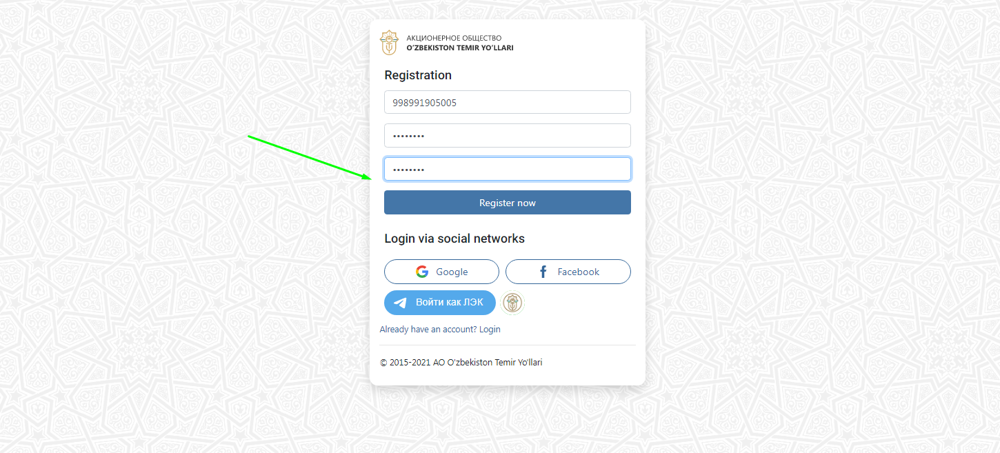 АКЦИОНЕРНОЕ ОБЩЕСТВО
O'ZBEKISTON TEMIR YO'LLARI
Registration
998991905005
••••••••
••••••••
Register now
Login via social networks
Google
Facebook
Войти как ЛЭК
Already have an account? Login
© 2015-2021 АО O'zbekiston Temir Yo'llari